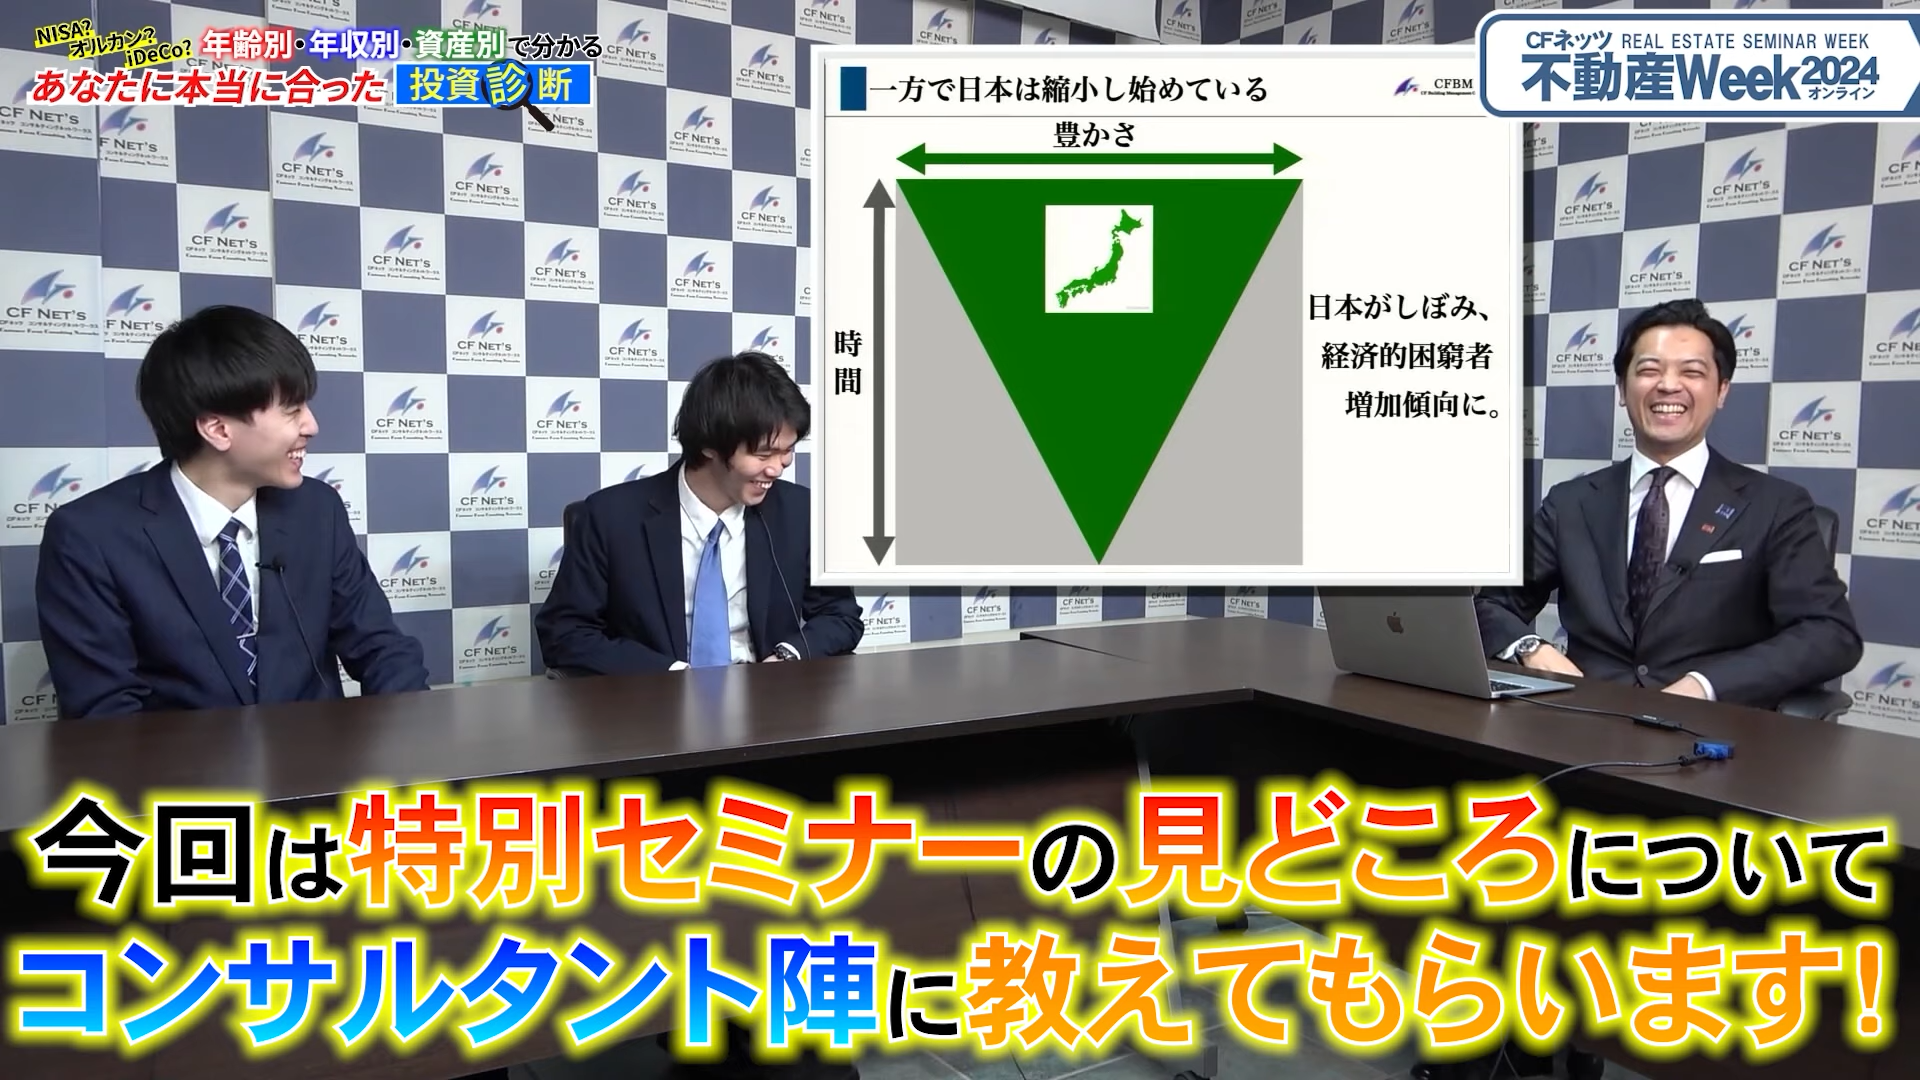 NISA?
オルカン?
iDeCo?
年齢別・年収別・資産別で分かる
あなたに本当に合った 投資診断
CFネッツ REAL ESTATE SEMINAR WEEK
不動産Week2024
オンライン
一方で日本は縮小し始めている
CFBM
豊かさ
時間
日本がしぼみ、
経済的困窮者
増加傾向に。
CF NET'S
今回は特別セミナーの見どころについて
コンサルタント陣に教えてもらいます!